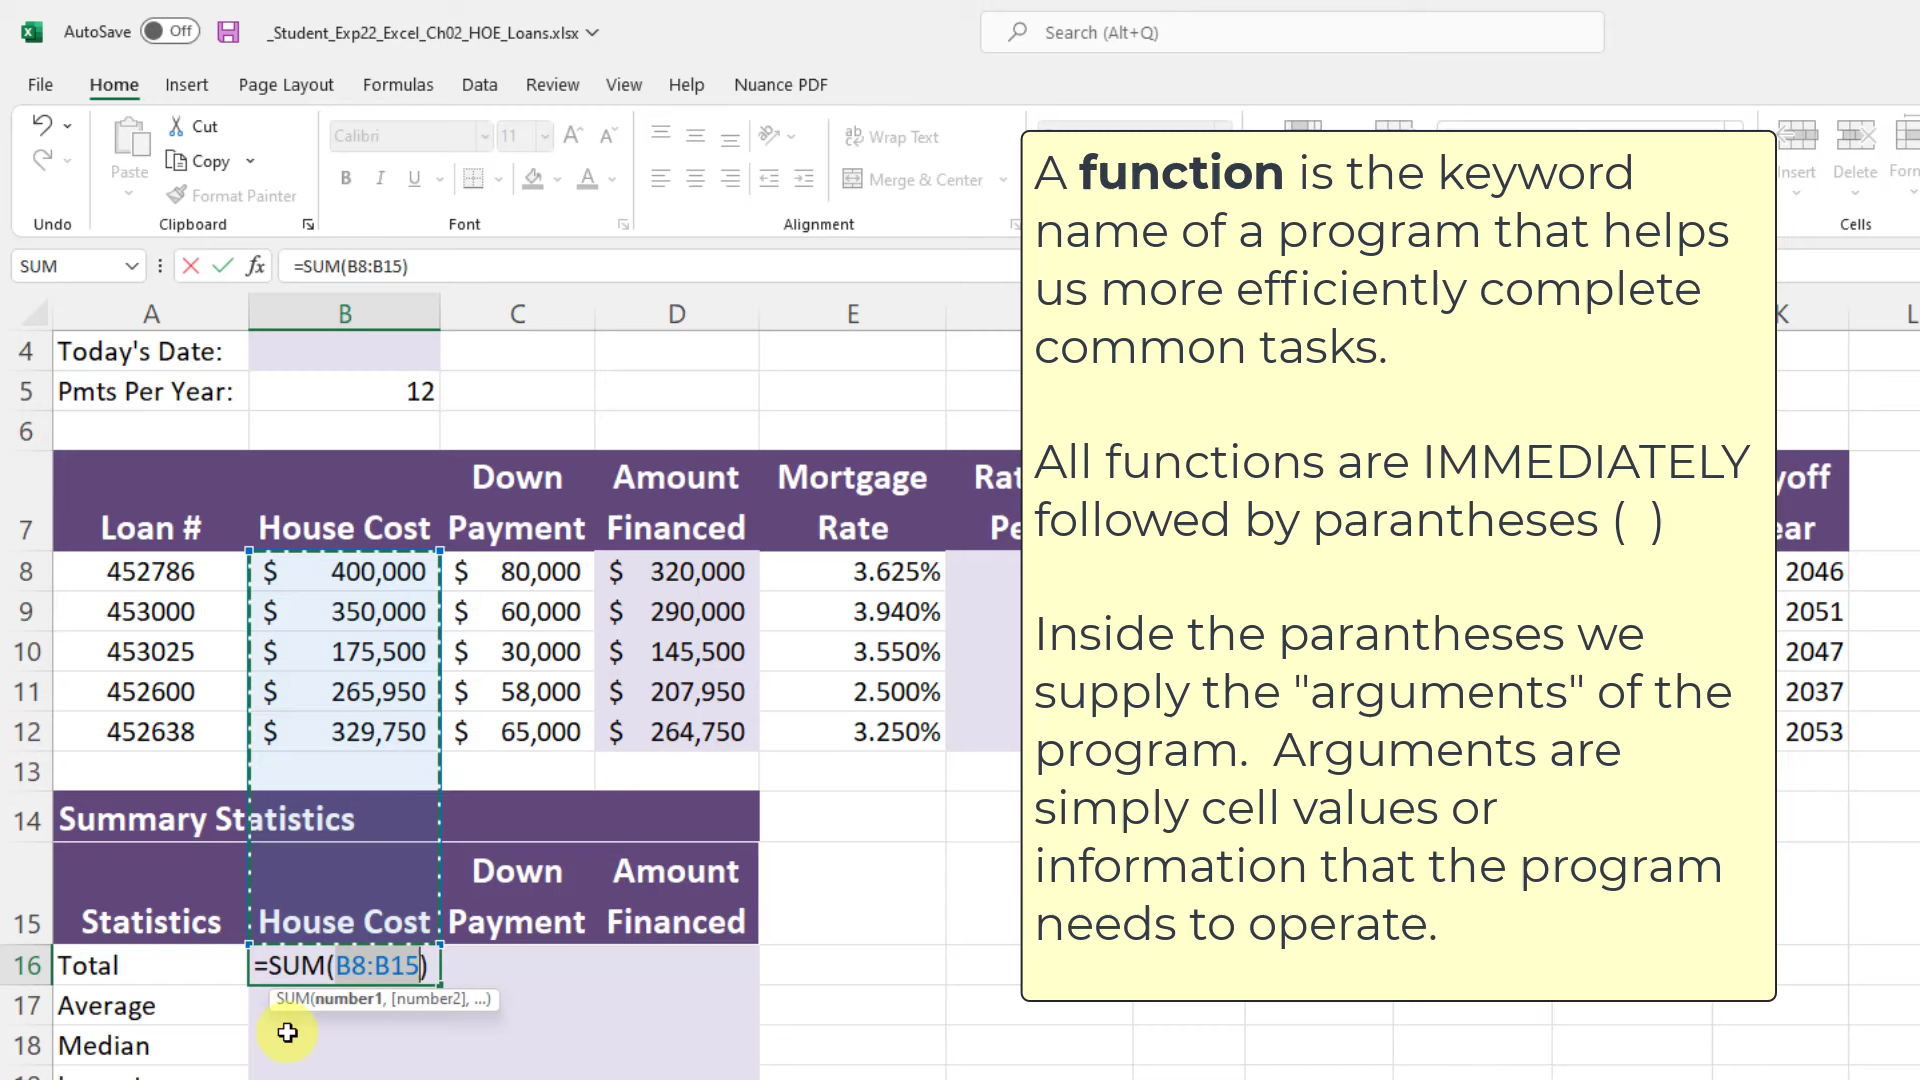 AutoSave Off _Student_Exp22_Excel_Ch02_HOE_Loans.xlsx Search (Alt+Q)
File Home Insert Page Layout Formulas Data Review View Help Nuance PDF
Paste Cut Copy Format Painter
Calibri 11
B I U A
ab Wrap Text
Merge & Center
Insert Delete
Undo Clipboard Font Alignment Cells
SUM fx =SUM(B8:B15)
A B C D E K L
4 Today's Date:
5 Pmts Per Year: 12
6
Down Amount Mortgage
7 Loan # House Cost Payment Financed Rate
8 452786 $ 400,000 $ 80,000 $ 320,000 3.625% 2046
9 453000 $ 350,000 $ 60,000 $ 290,000 3.940% 2051
10 453025 $ 175,500 $ 30,000 $ 145,500 3.550% 2047
11 452600 $ 265,950 $ 58,000 $ 207,950 2.500% 2037
12 452638 $ 329,750 $ 65,000 $ 264,750 3.250% 2053
13
14 Summary Statistics
Down Amount
15 Statistics House Cost Payment Financed
16 Total =SUM(B8:B15)
SUM(number1, [number2], ...)
17 Average
18 Median
A function is the keyword
name of a program that helps
us more efficiently complete
common tasks.
All functions are IMMEDIATELY
followed by parantheses ( )
Inside the parantheses we
supply the "arguments" of the
program. Arguments are
simply cell values or
information that the program
needs to operate.